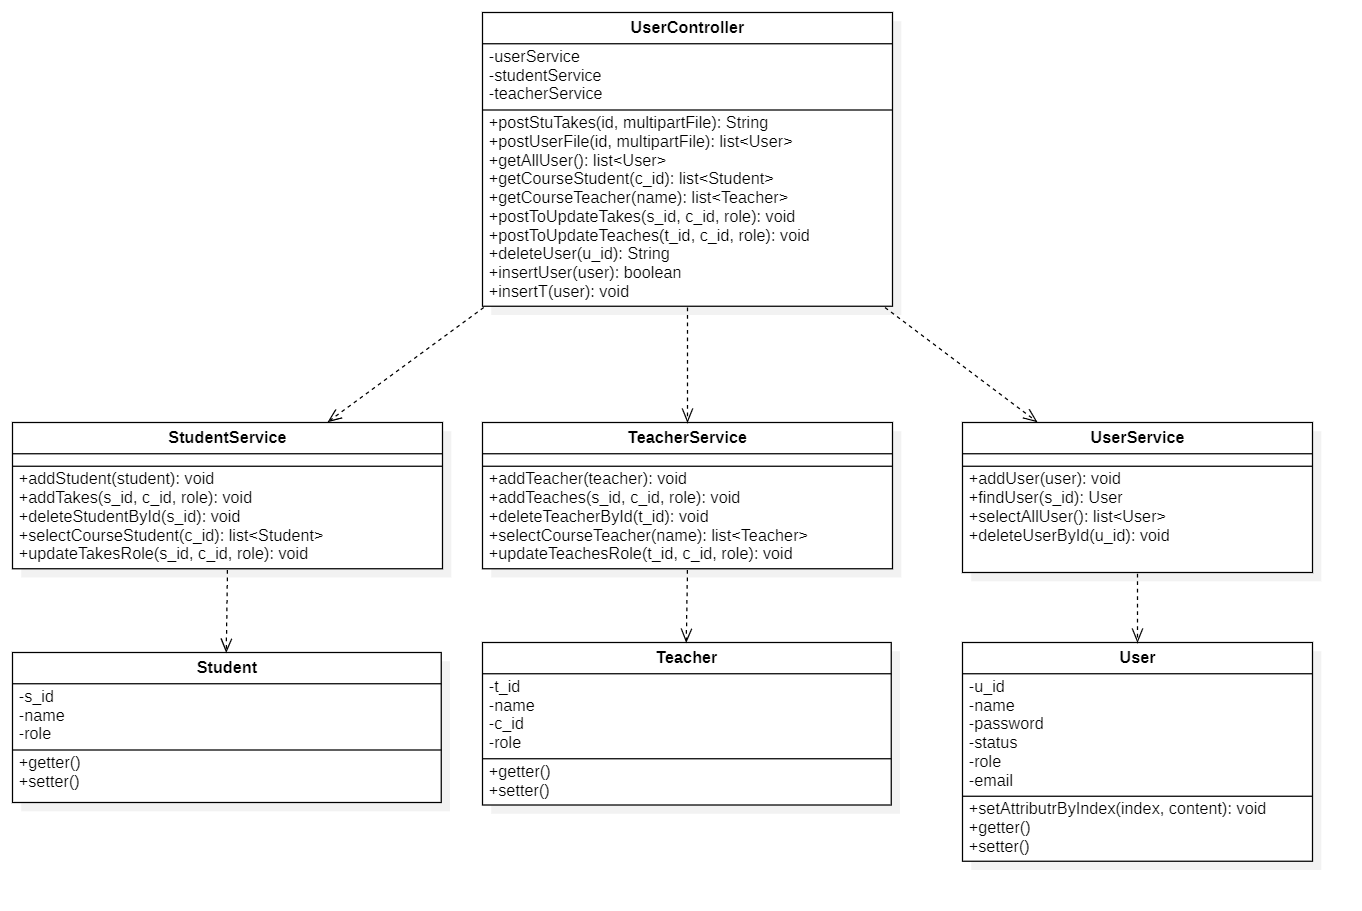 UserController
-userService
-studentService
-teacherService
+postStuTakes(id, multipartFile): String
+postUserFile(id, multipartFile): list<User>
+getAllUser(): list<User>
+getCourseStudent(c_id): list<Student>
+getCourseTeacher(name): list<Teacher>
+postToUpdateTakes(s_id, c_id, role): void
+postToUpdateTeaches(t_id, c_id, role): void
+deleteUser(u_id): String
+insertUser(user): boolean
+insertT(user): void
StudentService
+addStudent(student): void
+addTakes(s_id, c_id, role): void
+deleteStudentById(s_id): void
+selectCourseStudent(c_id): list<Student>
+updateTakesRole(s_id, c_id, role): void
TeacherService
+addTeacher(teacher): void
+addTeaches(s_id, c_id, role): void
+deleteTeacherById(t_id): void
+selectCourseTeacher(name): list<Teacher>
+updateTeachesRole(t_id, c_id, role): void
UserService
+addUser(user): void
+findUser(s_id): User
+selectAllUser(): list<User>
+deleteUserById(u_id): void
Student
-s_id
-name
-role
+getter()
+setter()
Teacher
-t_id
-name
-c_id
-role
+getter()
+setter()
User
-u_id
-name
-password
-status
-role
-email
+setAttributrByIndex(index, content): void
+getter()
+setter()